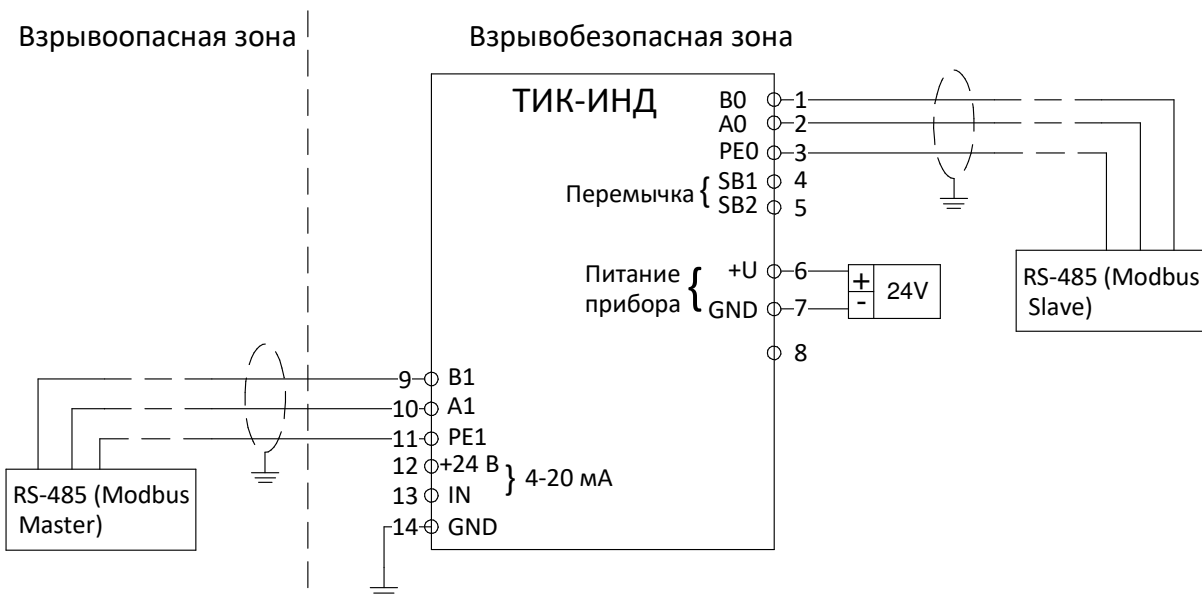 Взрывоопасная зона
Взрывобезопасная зона
ТИК-ИНД
B0 1
A0 2
PE0 3
SB1 4
Перемычка {
SB2 5
+U 6
Питание прибора {
GND 7
+
-
24V
8
RS-485 (Modbus
Slave)
9 B1
10 A1
11 PE1
12 +24 В
} 4-20 мА
13 IN
14 GND
RS-485 (Modbus
Master)